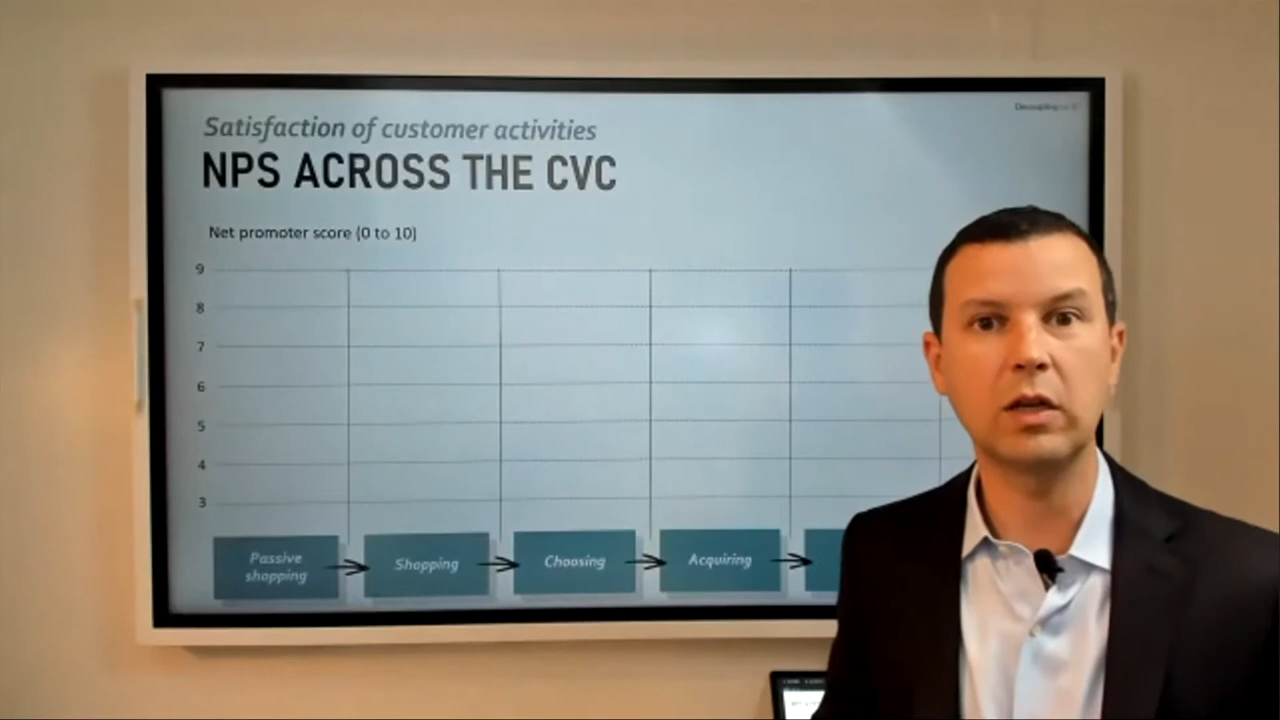 Decoupling
Satisfaction of customer activities
NPS ACROSS THE CVC
Net promoter score (0 to 10)
9
8
7
6
5
4
3
Passive
shopping
Shopping
Choosing
Acquiring